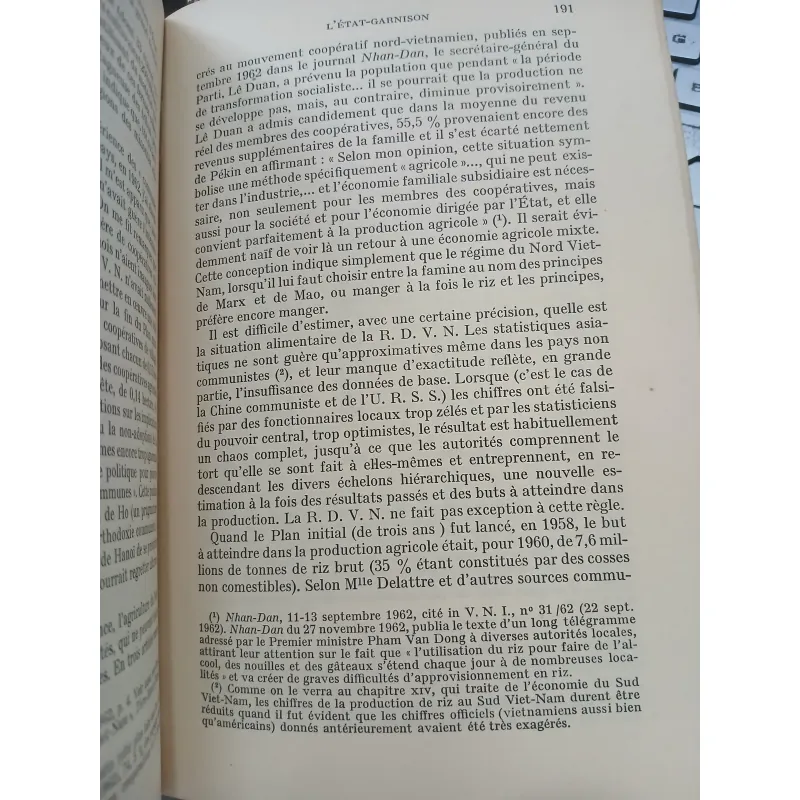 L'ÉTAT-GARNISON 191
crés au mouvement coopératif nord-vietnamien, publiés en sep-
tembre 1962 dans le journal Nhan-Dan, le secrétaire-général du
Parti, Lê Duan, a prévenu la population que pendant « la période
de transformation socialiste... il se pourrait que la production ne
se développe pas, mais, au contraire, diminue provisoirement ».
Lê Duan a admis candidement que dans la moyenne du revenu
réel des membres des coopératives, 55,5 % provenaient encore des
revenus supplémentaires de la famille et il s'est écarté nettement
de Pékin en affirmant : « Selon mon opinion, cette situation sym-
bolise une méthode spécifiquement « agricole »..., qui ne peut exis-
ter dans l'industrie,... et l'économie familiale subsidiaire est néces-
saire, non seulement pour les membres des coopératives, mais
aussi pour la société et pour l'économie dirigée par l'État, et elle
convient parfaitement à la production agricole » (¹). Il serait évi-
demment naïf de voir là un retour à une économie agricole mixte.
Cette conception indique simplement que le régime du Nord Viet-
Nam, lorsqu'il lui faut choisir entre la famine au nom des principes
de Marx et de Mao, ou manger à la fois le riz et les principes,
préfère encore manger.
Il est difficile d'estimer, avec une certaine précision, quelle est
la situation alimentaire de la R. D. V. N. Les statistiques asia-
tiques ne sont guère qu'approximatives même dans les pays non
communistes (²), et leur manque d'exactitude reflète, en grande
partie, l'insuffisance des données de base. Lorsque (c'est le cas de
la Chine communiste et de l'U. R. S. S.) les chiffres ont été falsi-
fiés par des fonctionnaires locaux trop zélés et par les statisticiens
du pouvoir central, trop optimistes, le résultat est habituellement
un chaos complet, jusqu'à ce que les autorités comprennent le
tort qu'elle se sont fait à elles-mêmes et entreprennent, en re-
descendant les divers échelons hiérarchiques, une nouvelle es-
timation à la fois des résultats passés et des buts à atteindre dans
la production. La R. D. V. N. ne fait pas exception à cette règle.
Quand le Plan initial (de trois ans ) fut lancé, en 1958, le but
à atteindre dans la production agricole était, pour 1960, de 7,6 mil-
lions de tonnes de riz brut (35 % étant constitués par des cosses
non comestibles). Selon Mlle Delattre et d'autres sources commu-
(¹) Nhan-Dan, 11-13 septembre 1962, cité in V. N. I., nº 31/62 (22 sept.
1962). Nhan-Dan du 27 novembre 1962, publia le texte d'un long télégramme
adressé par le Premier ministre Pham Van Dong à diverses autorités locales,
attirant leur attention sur le fait que « l'utilisation du riz pour faire de l'al-
cool, des nouilles et des gâteaux s'étend chaque jour à de nombreuses loca-
lités » et va créer de graves difficultés d'approvisionnement en riz.
(²) Comme on le verra au chapitre XIV, qui traite de l'économie du Sud
Viet-Nam, les chiffres de la production de riz au Sud Viet-Nam durent être
réduits quand il fut évident que les chiffres officiels (vietnamiens aussi bien
qu'américains) donnés antérieurement avaient été très exagérés.